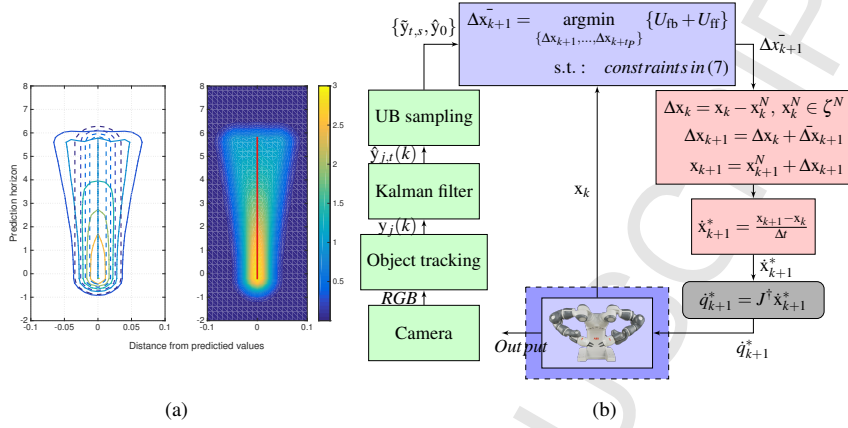 8
7
6
5
4
3
2
1
0
-1
-2
-0.1 -0.05 0 0.05 0.1
Prediction horizon
8
7
6
5
4
3
2
1
0
-1
-2
-0.1 0 0.1
3
2.5
2
1.5
1
0.5
Distance from predictied values
(a)
{ỹ_{t,s}, ŷ_0}
UB sampling
ŷ_{j,t}(k)
Kalman filter
y_j(k)
Object tracking
RGB
Camera
Δx̄_{k+1} = argmin {U_fb + U_ff}
{Δx_{k+1},...,Δx_{k+t_P}}
s.t.: constraints in (7)
Δx̄_{k+1}
Δx_k = x_k − x_k^N, x_k^N ∈ ζ^N
Δx_{k+1} = Δx_k + Δx̄_{k+1}
x_{k+1} = x_{k+1}^N + Δx_{k+1}
ẋ*_{k+1} = (x_{k+1} − x_k)/Δt
ẋ*_{k+1}
q̇*_{k+1} = J† ẋ*_{k+1}
q̇*_{k+1}
x_k
Output
(b)